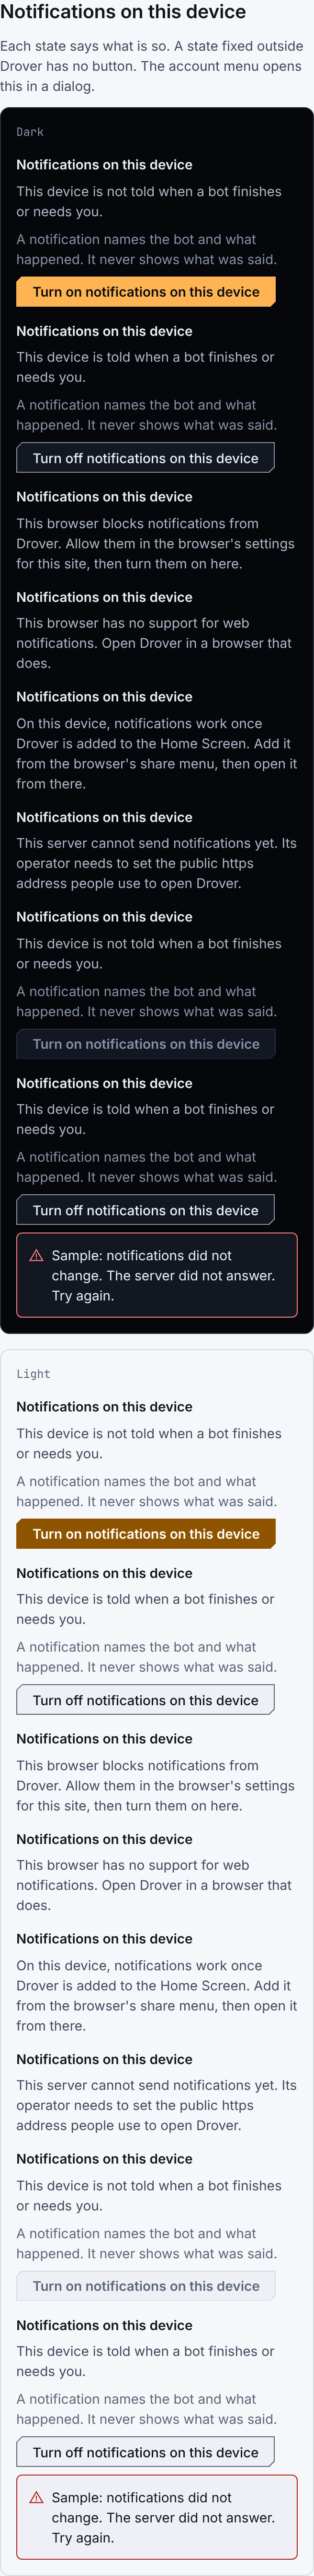 Notifications on this device
Each state says what is so. A state fixed outside
Drover has no button. The account menu opens
this in a dialog.
Dark
Notifications on this device
This device is not told when a bot finishes
or needs you.
A notification names the bot and what
happened. It never shows what was said.
Turn on notifications on this device
Notifications on this device
This device is told when a bot finishes or
needs you.
A notification names the bot and what
happened. It never shows what was said.
Turn off notifications on this device
Notifications on this device
This browser blocks notifications from
Drover. Allow them in the browser's settings
for this site, then turn them on here.
Notifications on this device
This browser has no support for web
notifications. Open Drover in a browser that
does.
Notifications on this device
On this device, notifications work once
Drover is added to the Home Screen. Add it
from the browser's share menu, then open it
from there.
Notifications on this device
This server cannot send notifications yet. Its
operator needs to set the public https
address people use to open Drover.
Notifications on this device
This device is not told when a bot finishes
or needs you.
A notification names the bot and what
happened. It never shows what was said.
Turn on notifications on this device
Notifications on this device
This device is told when a bot finishes or
needs you.
A notification names the bot and what
happened. It never shows what was said.
Turn off notifications on this device
Sample: notifications did not
change. The server did not answer.
Try again.
Light
Notifications on this device
This device is not told when a bot finishes
or needs you.
A notification names the bot and what
happened. It never shows what was said.
Turn on notifications on this device
Notifications on this device
This device is told when a bot finishes or
needs you.
A notification names the bot and what
happened. It never shows what was said.
Turn off notifications on this device
Notifications on this device
This browser blocks notifications from
Drover. Allow them in the browser's settings
for this site, then turn them on here.
Notifications on this device
This browser has no support for web
notifications. Open Drover in a browser that
does.
Notifications on this device
On this device, notifications work once
Drover is added to the Home Screen. Add it
from the browser's share menu, then open it
from there.
Notifications on this device
This server cannot send notifications yet. Its
operator needs to set the public https
address people use to open Drover.
Notifications on this device
This device is not told when a bot finishes
or needs you.
A notification names the bot and what
happened. It never shows what was said.
Turn on notifications on this device
Notifications on this device
This device is told when a bot finishes or
needs you.
A notification names the bot and what
happened. It never shows what was said.
Turn off notifications on this device
Sample: notifications did not
change. The server did not answer.
Try again.